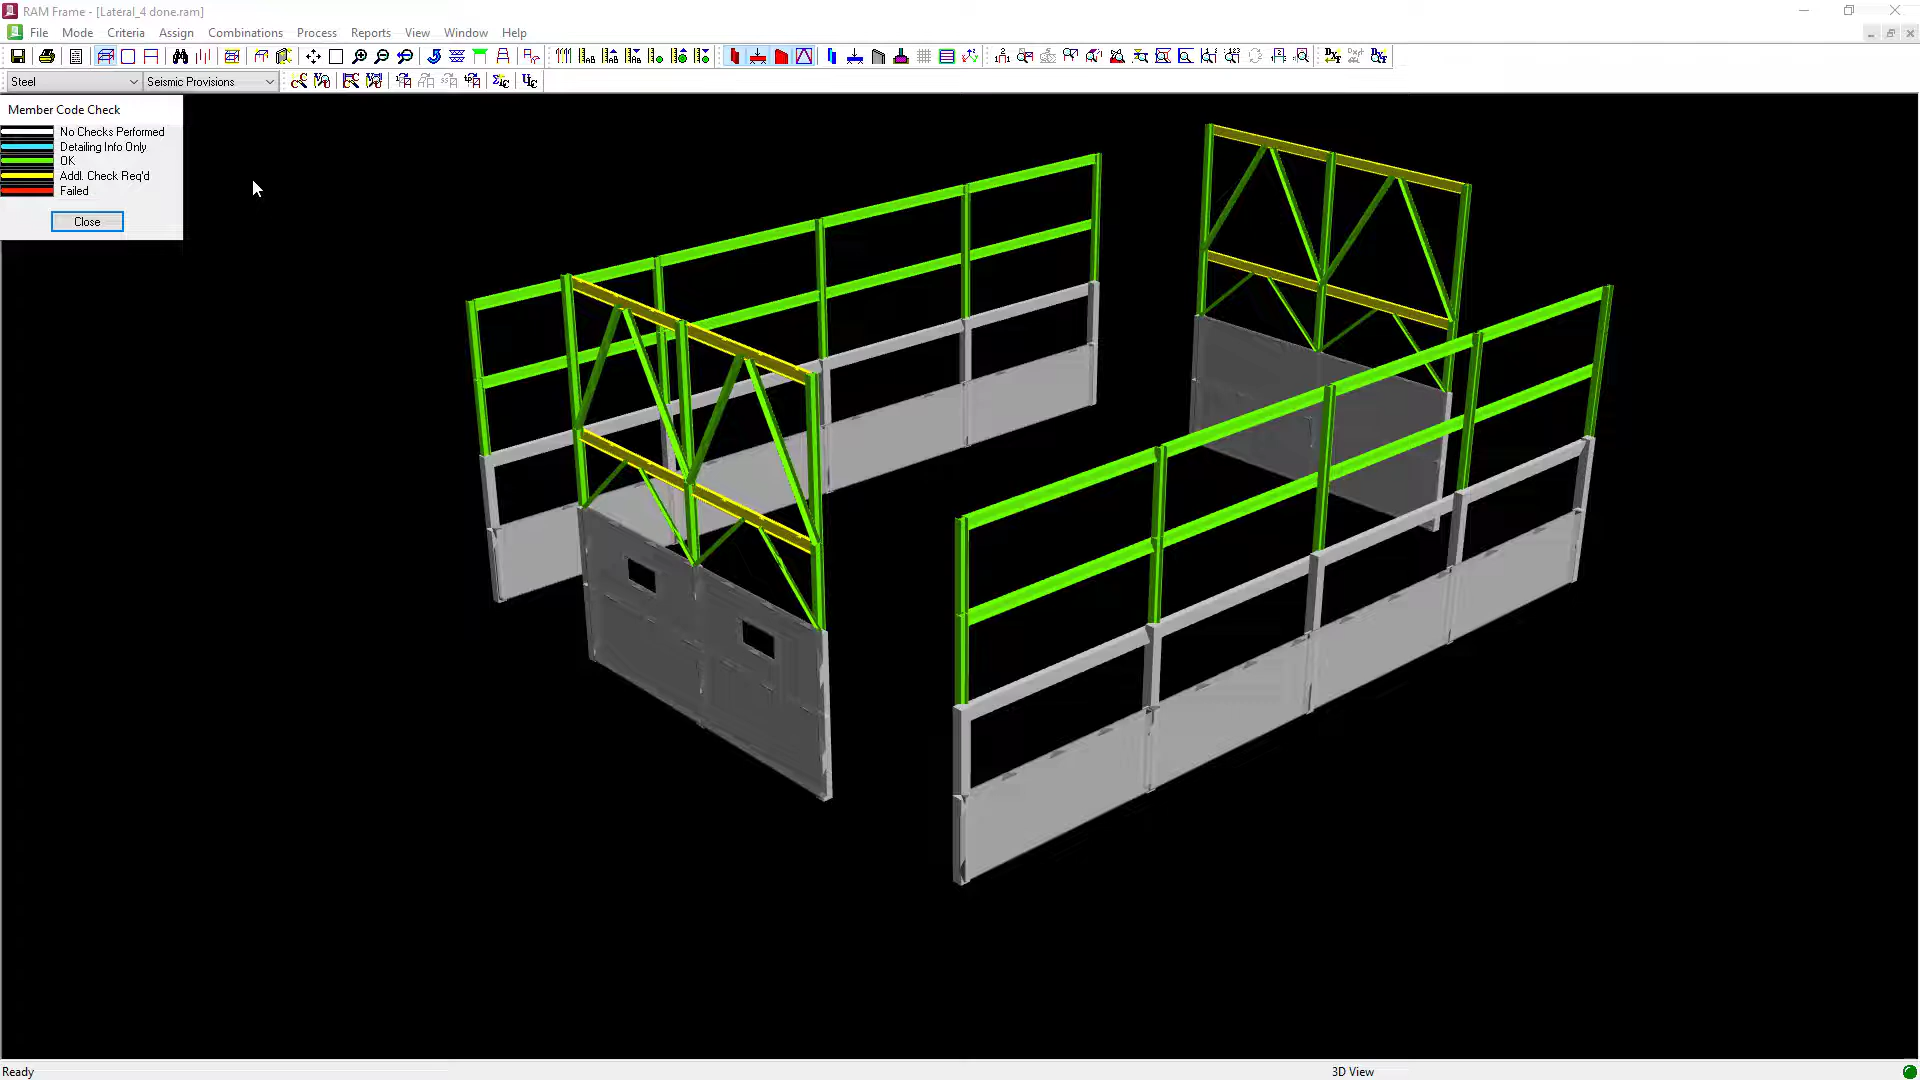 RAM Frame - [Lateral_4 done.ram]
File Mode Criteria Assign Combinations Process Reports View Window Help
Steel Seismic Provisions
Member Code Check
No Checks Performed
Detailing Info Only
OK
Addl. Check Req'd
Failed
Close
Ready 3D View